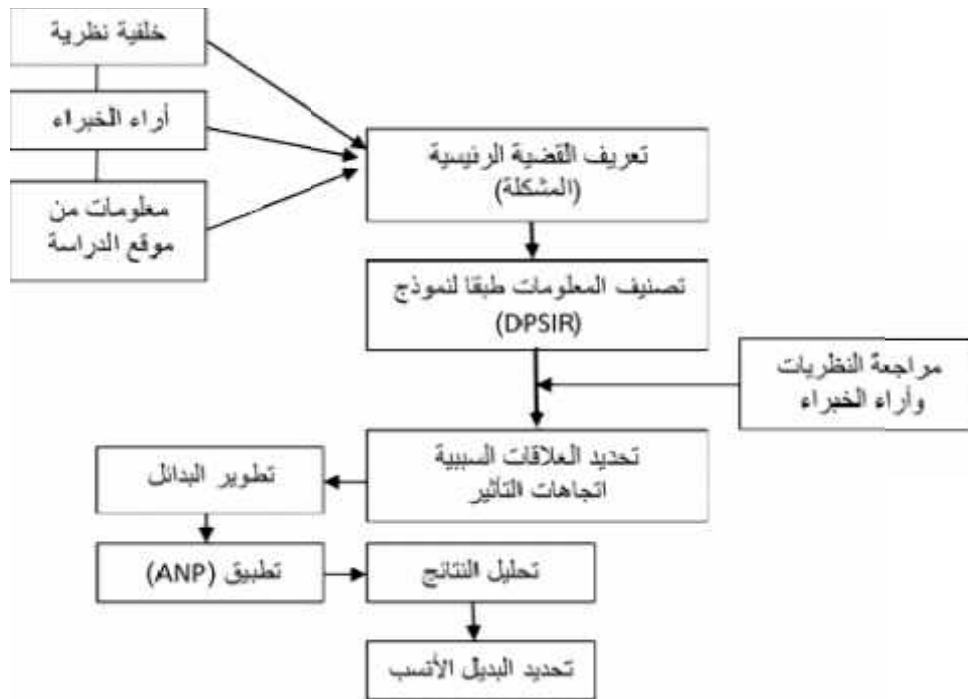 خلفية نظرية
أراء الخبراء
معلومات من
موقع الدراسة
تعريف القضية الرئيسية
(المشكلة)
تصنيف المعلومات طبقا لنموذج
(DPSIR)
مراجعة النظريات
وأراء الخبراء
تحديد العلاقات السببية
اتجاهات التأثير
تطوير البدائل
تطبيق (ANP)
تحليل النتائج
تحديد البديل الأنسب